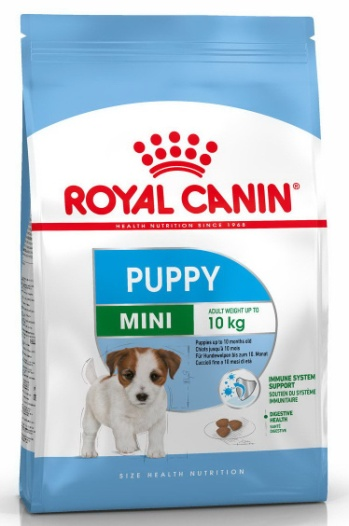 ROYAL CANIN®
HEALTH NUTRITION SINCE 1968
PUPPY
MINI
ADULT WEIGHT UP TO
10 kg
Puppies up to 10 months old
Chiots jusqu'à 10 mois
Für Hundewelpen bis zum 10. Monat
Cuccioli fino a 10 mesi di età
IMMUNE SYSTEM
SUPPORT
SOUTIEN DU SYSTÈME
IMMUNITAIRE
DIGESTIVE
HEALTH
SANTÉ
DIGESTIVE
SIZE HEALTH NUTRITION